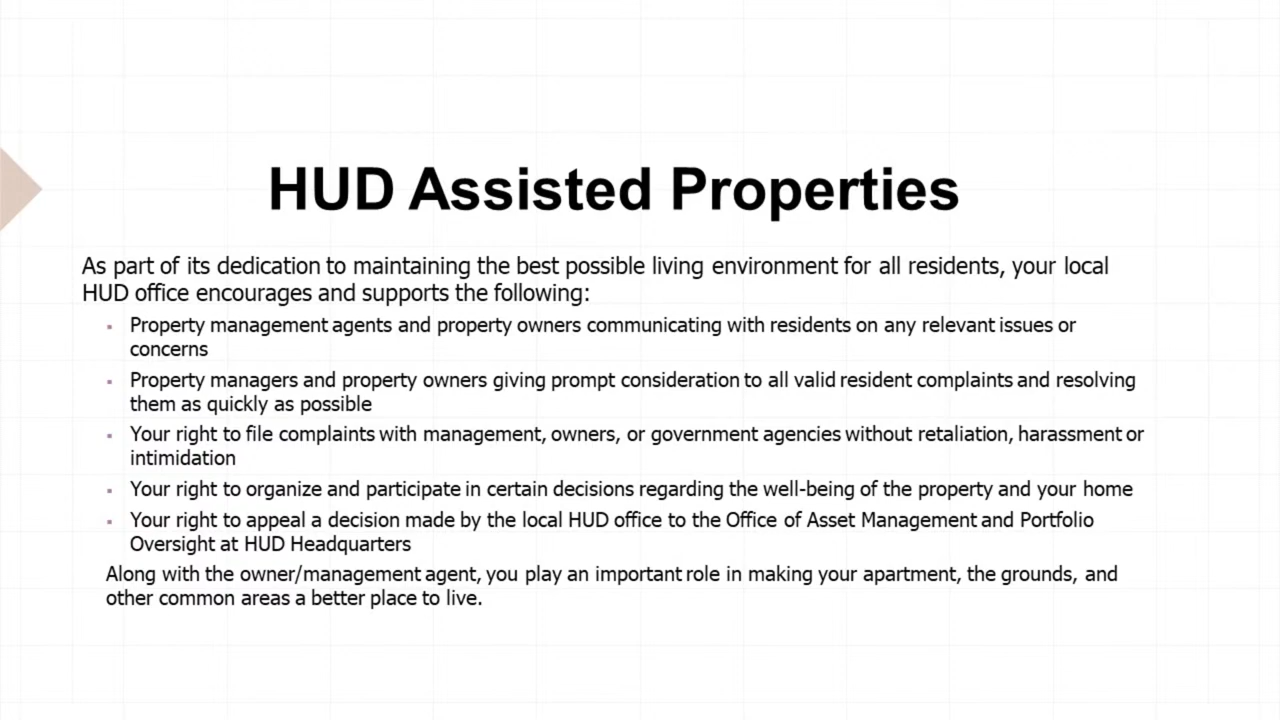 HUD Assisted Properties
As part of its dedication to maintaining the best possible living environment for all residents, your local
HUD office encourages and supports the following:
▪ Property management agents and property owners communicating with residents on any relevant issues or
concerns
▪ Property managers and property owners giving prompt consideration to all valid resident complaints and resolving
them as quickly as possible
▪ Your right to file complaints with management, owners, or government agencies without retaliation, harassment or
intimidation
▪ Your right to organize and participate in certain decisions regarding the well-being of the property and your home
▪ Your right to appeal a decision made by the local HUD office to the Office of Asset Management and Portfolio
Oversight at HUD Headquarters
Along with the owner/management agent, you play an important role in making your apartment, the grounds, and
other common areas a better place to live.